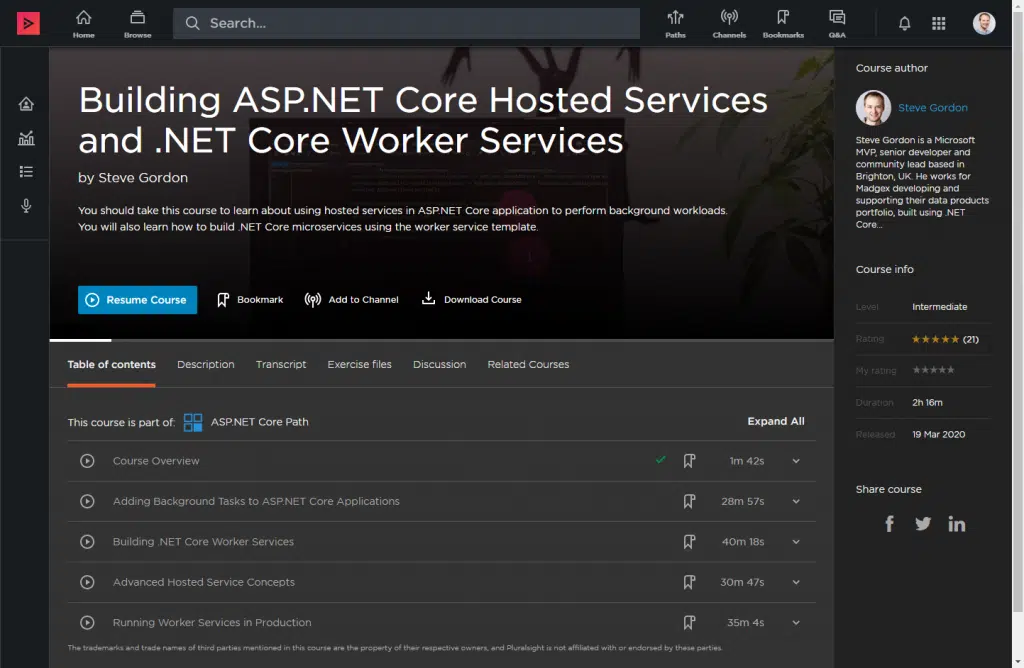 Home
Browse
Search...
Paths
Channels
Bookmarks
Q&A
Building ASP.NET Core Hosted Services
and .NET Core Worker Services
by Steve Gordon
You should take this course to learn about using hosted services in ASP.NET Core application to perform background workloads.
You will also learn how to build .NET Core microservices using the worker service template.
Resume Course
Bookmark
Add to Channel
Download Course
Table of contents
Description
Transcript
Exercise files
Discussion
Related Courses
This course is part of:
ASP.NET Core Path
Expand All
Course Overview
1m 42s
Adding Background Tasks to ASP.NET Core Applications
28m 57s
Building .NET Core Worker Services
40m 18s
Advanced Hosted Service Concepts
30m 47s
Running Worker Services in Production
35m 4s
The trademarks and trade names of third parties mentioned in this course are the property of their respective owners, and Pluralsight is not affiliated with or endorsed by these parties.
Course author
Steve Gordon
Steve Gordon is a Microsoft
MVP, senior developer and
community lead based in
Brighton, UK. He works for
Madgex developing and
supporting their data products
portfolio, built using .NET
Core...
Course info
Level
Intermediate
Rating
(21)
My rating
Duration
2h 16m
Released
19 Mar 2020
Share course